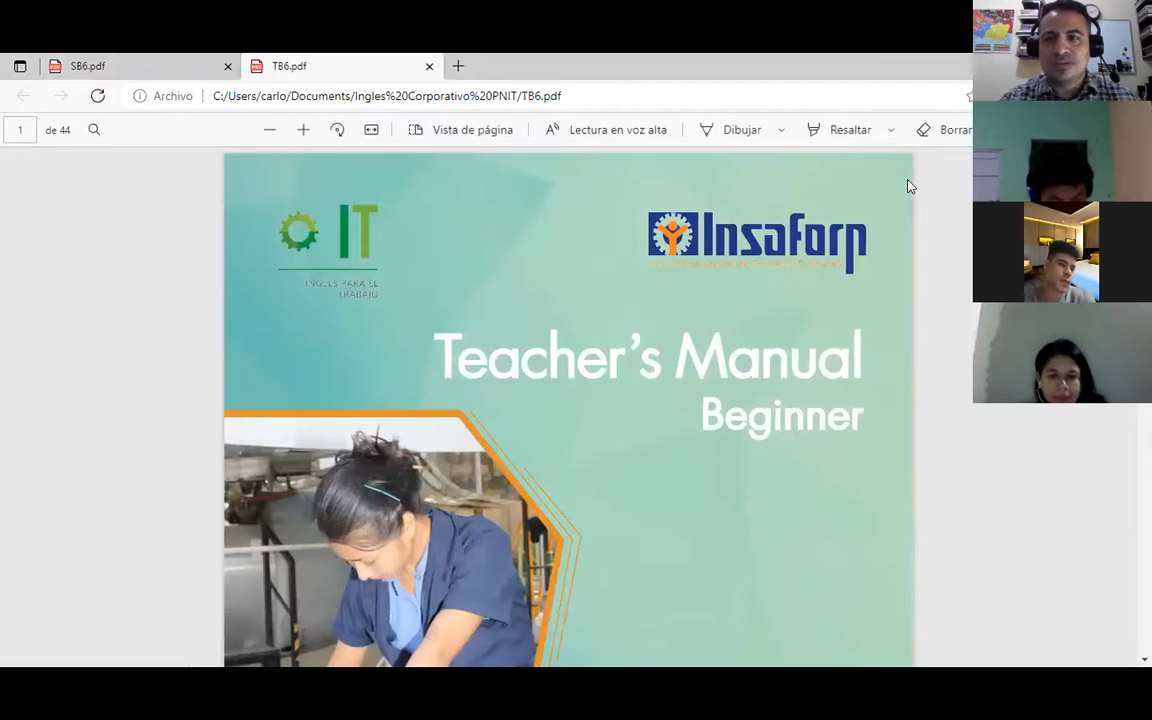 SB6.pdf
TB6.pdf
Archivo
C:/Users/carlo/Documents/Ingles%20Corporativo%20PNIT/TB6.pdf
1
de 44
Vista de página
Lectura en voz alta
Dibujar
Resaltar
Borrar
IT
INGLÉS PARA EL
TRABAJO
Insaforp
Teacher's Manual
Beginner